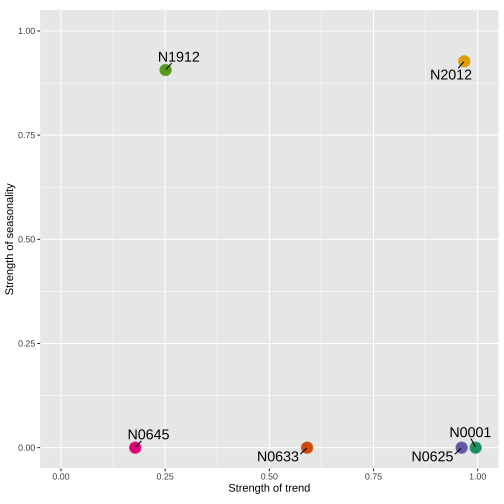 1.00
N1912
N2012
0.75
Strength of seasonality
0.50
0.25
N0645
N0001
N0633
N0625
0.00
0.00 0.25 0.50 0.75 1.00
Strength of trend